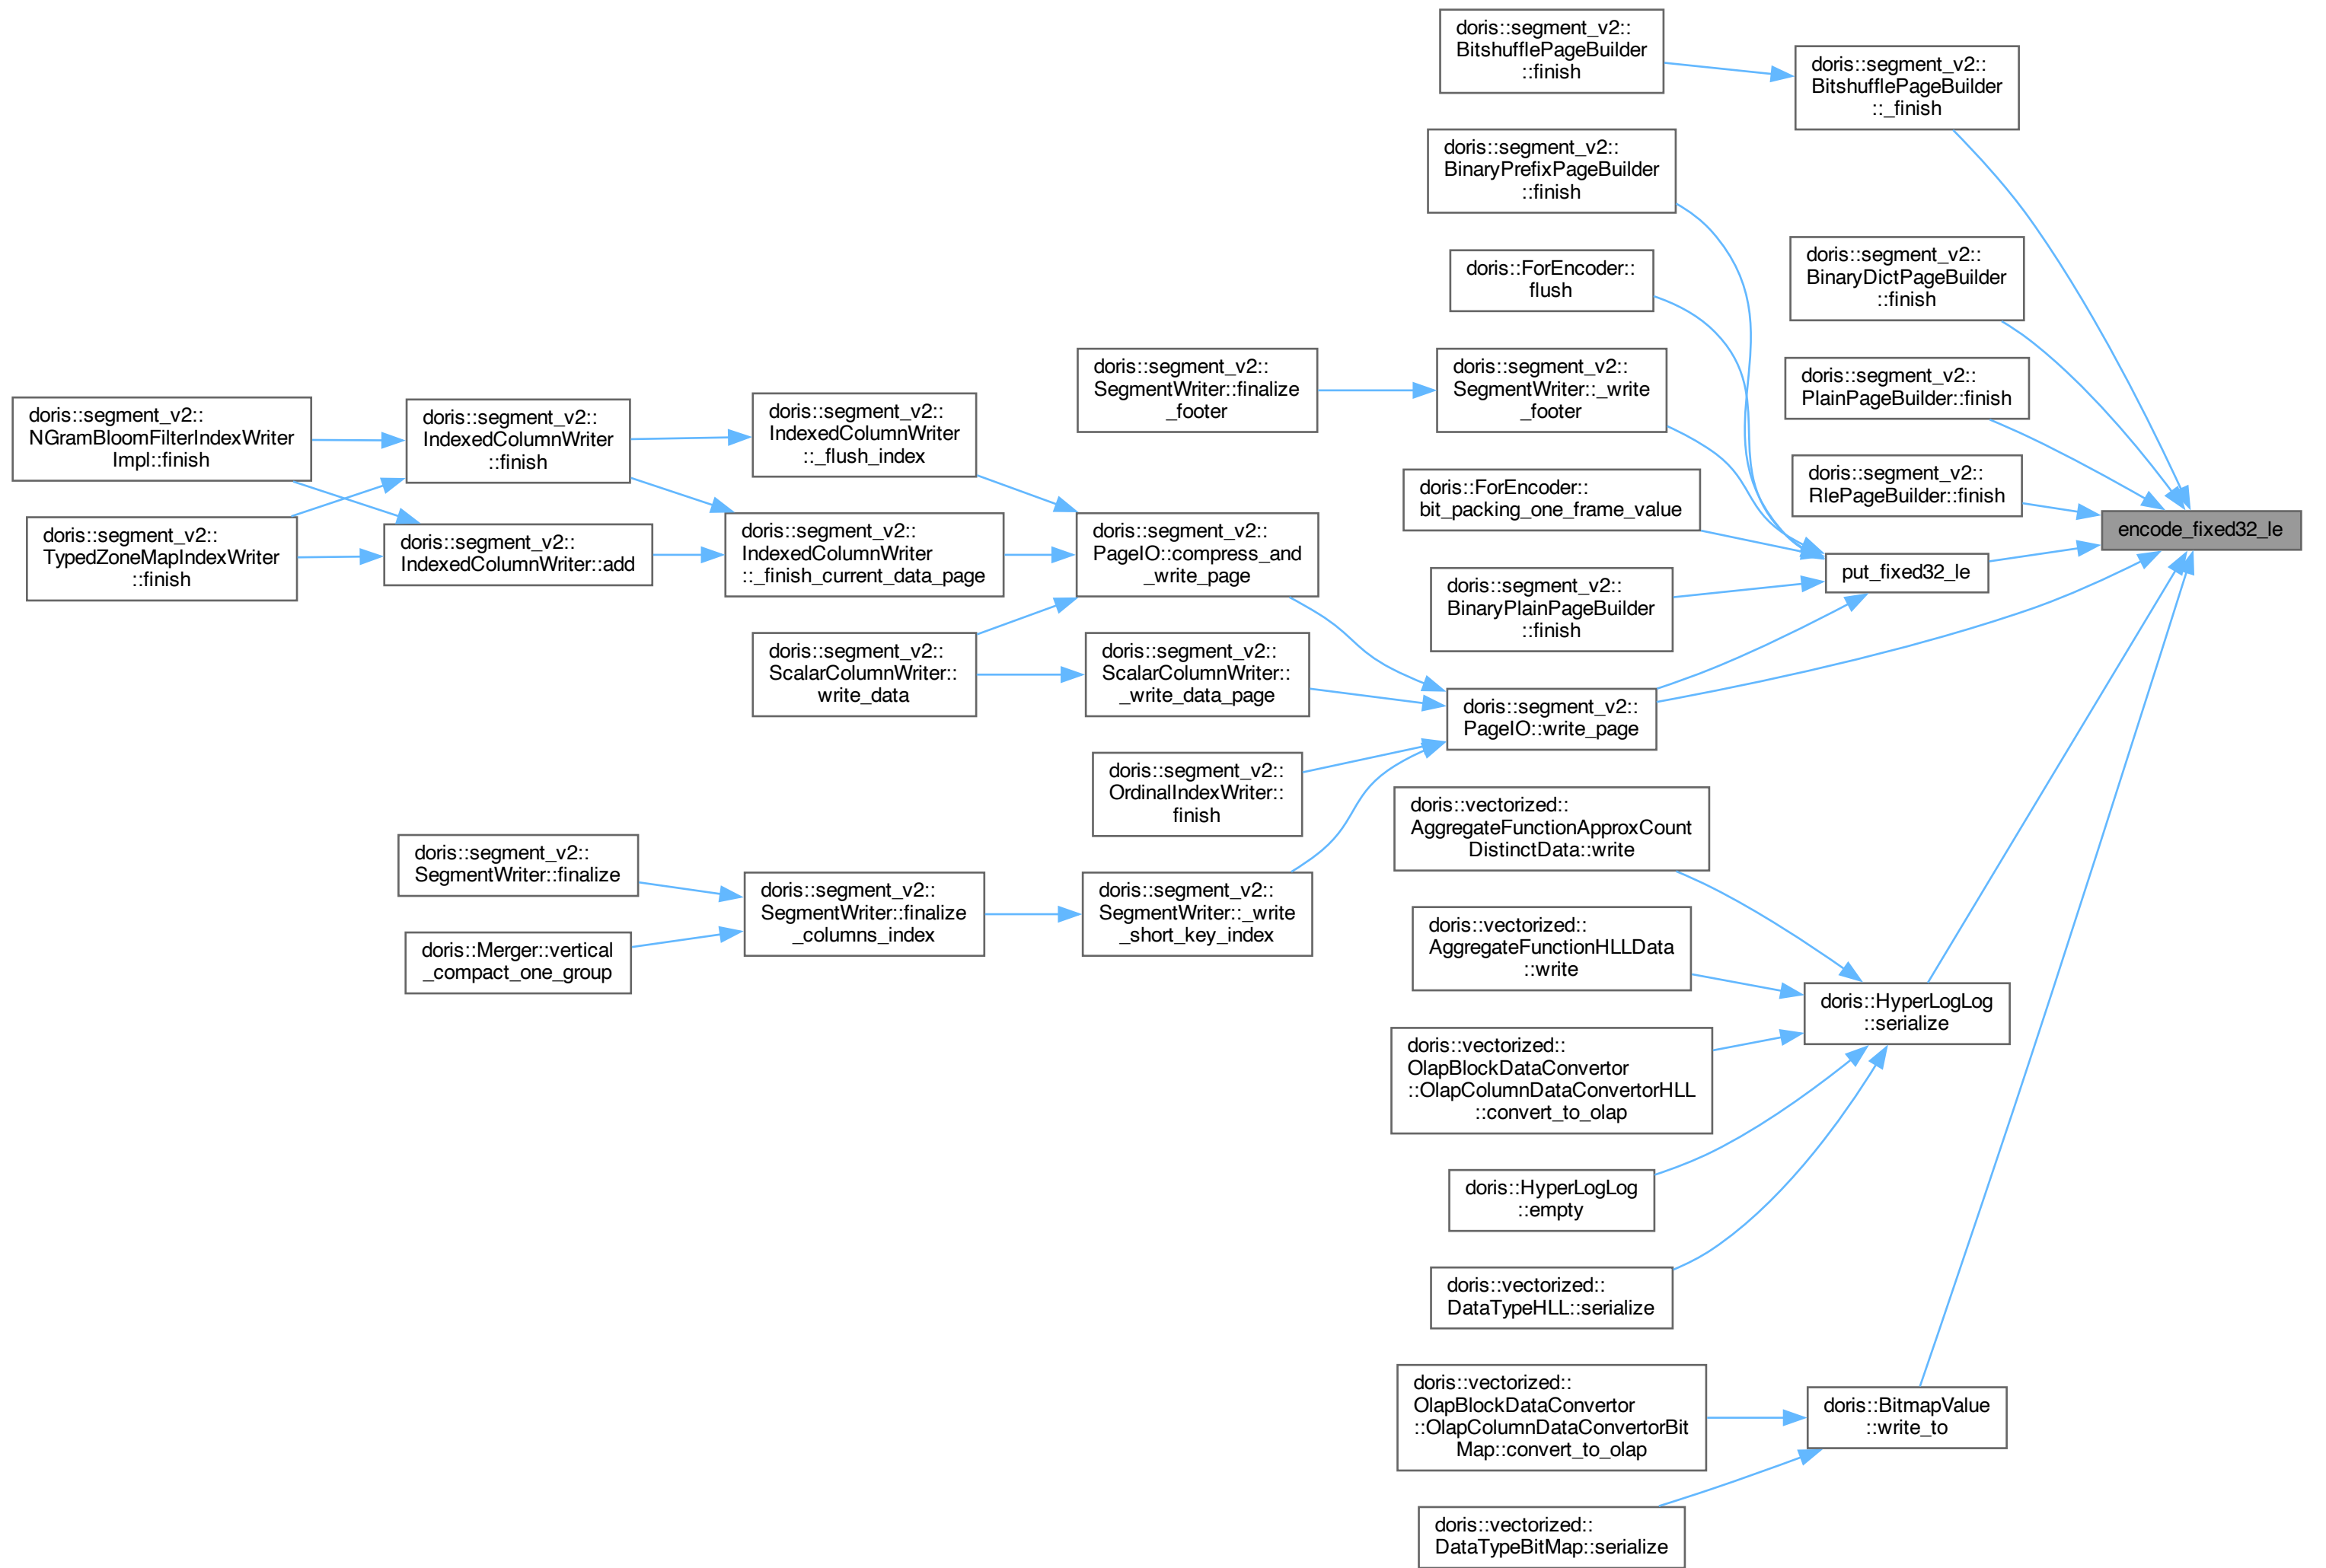 doris::segment_v2::
BitshufflePageBuilder
::finish
doris::segment_v2::
BitshufflePageBuilder
::_finish
doris::segment_v2::
BinaryPrefixPageBuilder
::finish
doris::segment_v2::
BinaryDictPageBuilder
::finish
doris::ForEncoder::
flush
doris::segment_v2::
SegmentWriter::finalize
_footer
doris::segment_v2::
SegmentWriter::_write
_footer
doris::segment_v2::
PlainPageBuilder::finish
doris::segment_v2::
NGramBloomFilterIndexWriter
Impl::finish
doris::segment_v2::
IndexedColumnWriter
::finish
doris::segment_v2::
IndexedColumnWriter
::_flush_index
doris::ForEncoder::
bit_packing_one_frame_value
doris::segment_v2::
RlePageBuilder::finish
encode_fixed32_le
doris::segment_v2::
TypedZoneMapIndexWriter
::finish
doris::segment_v2::
IndexedColumnWriter::add
doris::segment_v2::
IndexedColumnWriter
::_finish_current_data_page
doris::segment_v2::
PageIO::compress_and
_write_page
put_fixed32_le
doris::segment_v2::
BinaryPlainPageBuilder
::finish
doris::segment_v2::
ScalarColumnWriter::
write_data
doris::segment_v2::
ScalarColumnWriter::
_write_data_page
doris::segment_v2::
PageIO::write_page
doris::segment_v2::
OrdinalIndexWriter::
finish
doris::vectorized::
AggregateFunctionApproxCount
DistinctData::write
doris::segment_v2::
SegmentWriter::finalize
doris::segment_v2::
SegmentWriter::finalize
_columns_index
doris::segment_v2::
SegmentWriter::_write
_short_key_index
doris::Merger::vertical
_compact_one_group
doris::vectorized::
AggregateFunctionHLLData
::write
doris::HyperLogLog
::serialize
doris::vectorized::
OlapBlockDataConvertor
::OlapColumnDataConvertorHLL
::convert_to_olap
doris::HyperLogLog
::empty
doris::vectorized::
DataTypeHLL::serialize
doris::vectorized::
OlapBlockDataConvertor
::OlapColumnDataConvertorBit
Map::convert_to_olap
doris::BitmapValue
::write_to
doris::vectorized::
DataTypeBitMap::serialize